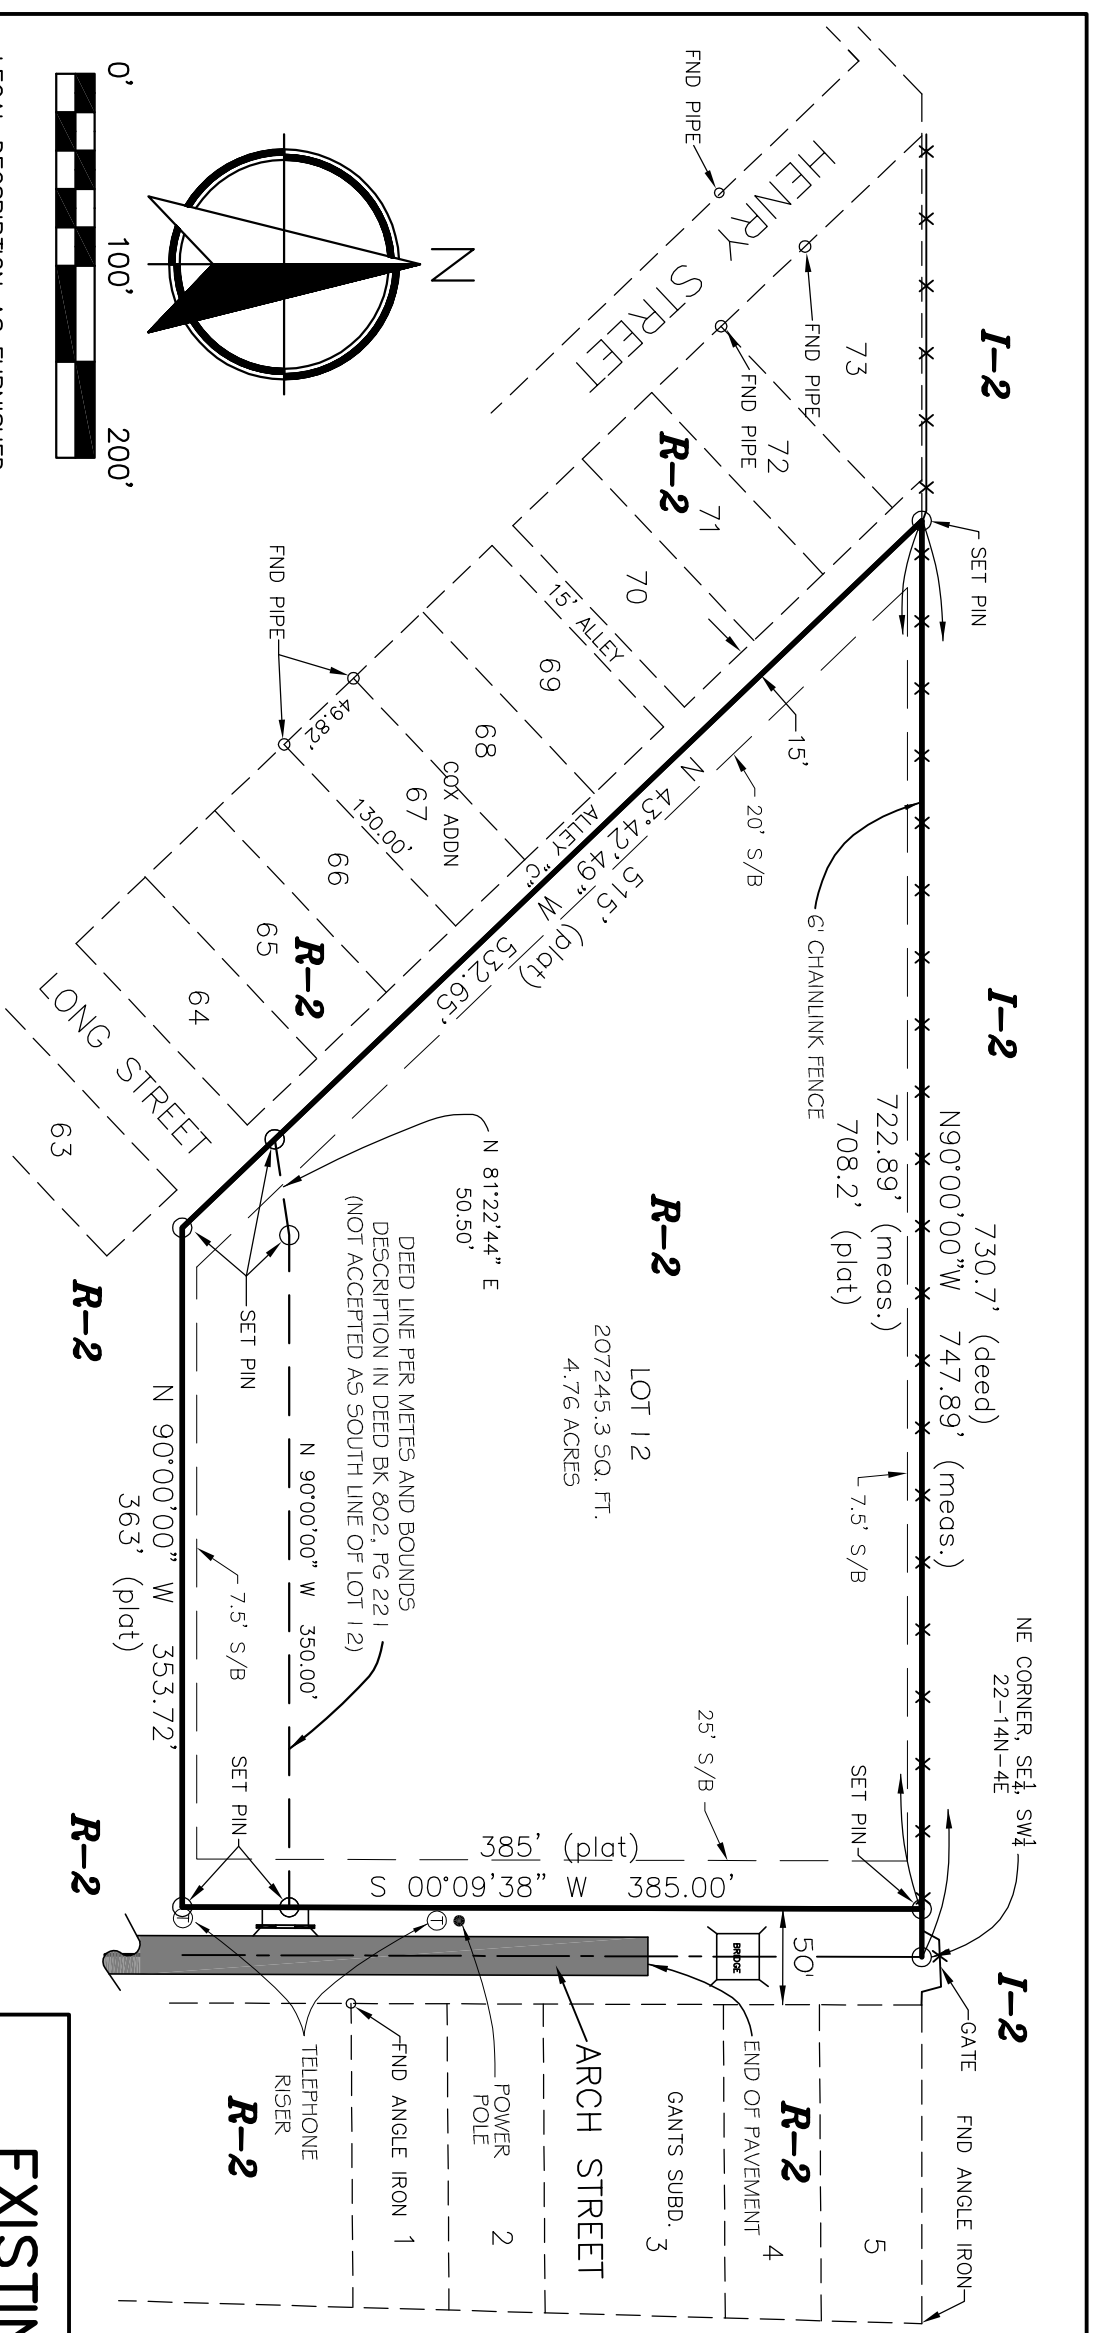 I-2
I-2
I-2
SET PIN
FND PIPE
HENRY STREET
73
FND PIPE
72
FND PIPE
R-2
71
70
15' ALLEY
69
68
COX ADDN
67
66
65
64
63
49.82'
130.00'
FND PIPE
R-2
LONG STREET
15'
20' S/B
515' (plat)
N 43°42'49" W 532.65'
ALLEY "C"
6' CHAINLINK FENCE
730.7' (deed)
N90°00'00"W 747.89' (meas.)
722.89' (meas.)
708.2' (plat)
7.5' S/B
NE CORNER, SE¼, SW¼
22-14N-4E
SET PIN
GATE
FND ANGLE IRON
R-2
LOT 12
207245.3 SQ. FT.
4.76 ACRES
N 81°22'44" E
50.50'
DEED LINE PER METES AND BOUNDS
DESCRIPTION IN DEED BK 802, PG 221
(NOT ACCEPTED AS SOUTH LINE OF LOT 12)
N 90°00'00" W 350.00'
SET PIN
7.5' S/B
N 90°00'00" W 353.72'
363' (plat)
R-2
R-2
SET PIN
25' S/B
385' (plat)
S 00°09'38" W 385.00'
50'
BRIDGE
T
T
END OF PAVEMENT
ARCH STREET
POWER
POLE
TELEPHONE
RISER
FND ANGLE IRON
GANTS SUBD.
R-2
R-2
1
2
3
4
5
N
0'
100'
200'
LEGAL DESCRIPTION AS FURNISHED
EXISTIN